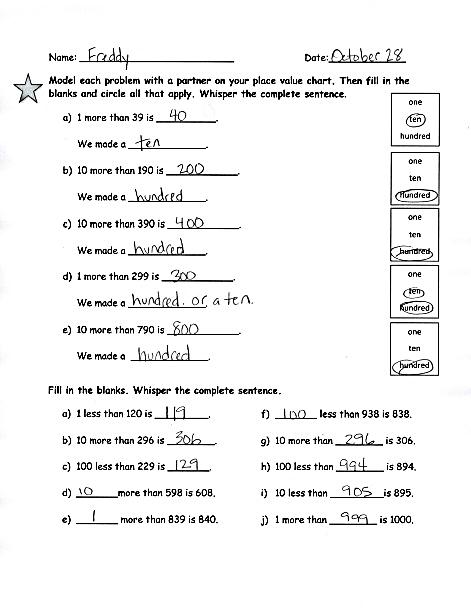 Name: Freddy Date: October 28
Model each problem with a partner on your place value chart. Then fill in the
blanks and circle all that apply. Whisper the complete sentence.
a) 1 more than 39 is 40.
We made a ten.
one
ten
hundred
b) 10 more than 190 is 200.
We made a hundred.
one
ten
hundred
c) 10 more than 390 is 400.
We made a hundred.
one
ten
hundred
d) 1 more than 299 is 300.
We made a hundred. or a ten.
one
ten
hundred
e) 10 more than 790 is 800.
We made a hundred.
one
ten
hundred
Fill in the blanks. Whisper the complete sentence.
a) 1 less than 120 is 119.
b) 10 more than 296 is 306.
c) 100 less than 229 is 129.
d) 10 more than 598 is 608.
e) 1 more than 839 is 840.
f) 100 less than 938 is 838.
g) 10 more than 296 is 306.
h) 100 less than 994 is 894.
i) 10 less than 905 is 895.
j) 1 more than 999 is 1000.